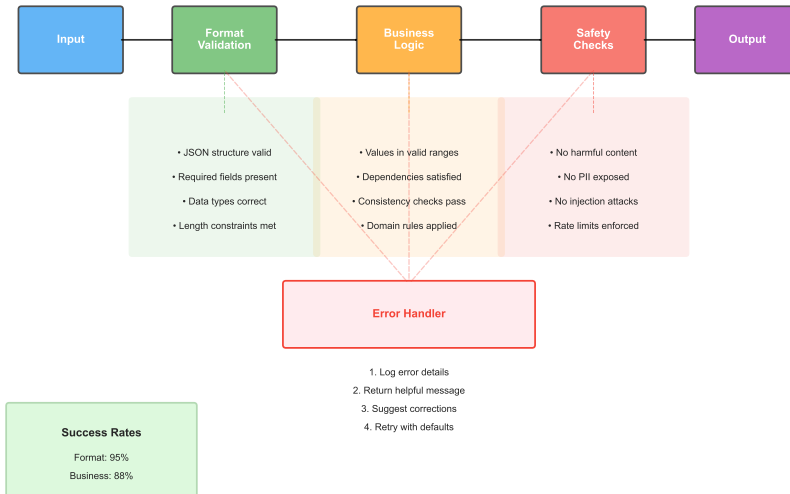 Input
Format
Validation
Business
Logic
Safety
Checks
Output
• JSON structure valid
• Required fields present
• Data types correct
• Length constraints met
• Values in valid ranges
• Dependencies satisfied
• Consistency checks pass
• Domain rules applied
• No harmful content
• No PII exposed
• No injection attacks
• Rate limits enforced
Error Handler
1. Log error details
2. Return helpful message
3. Suggest corrections
4. Retry with defaults
Success Rates
Format: 95%
Business: 88%